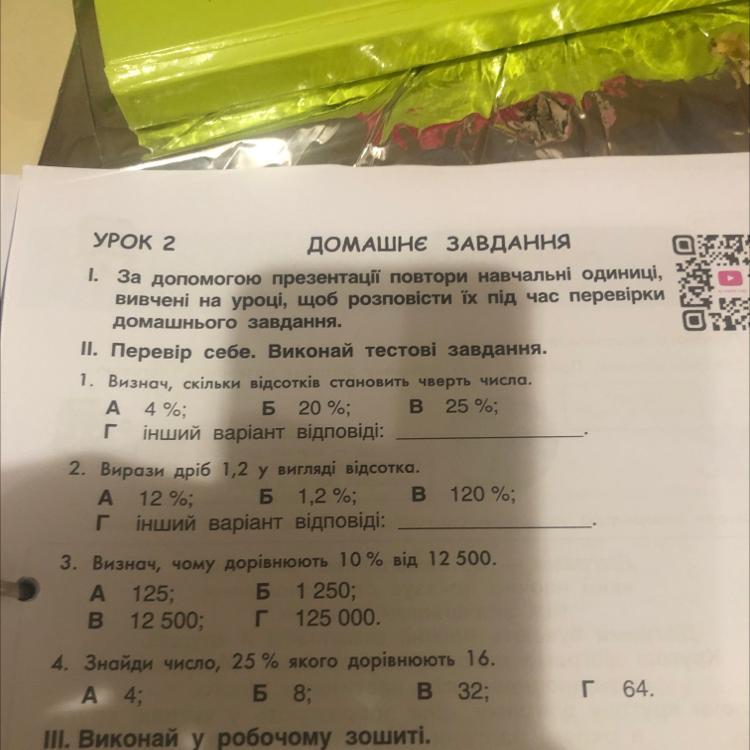 УРОК 2 ДОМАШНЄ ЗАВДАННЯ
I. За допомогою презентації повтори навчальні одиниці,
вивчені на уроці, щоб розповісти їх під час перевірки
домашнього завдання.
II. Перевір себе. Виконай тестові завдання.
1. Визнач, скільки відсотків становить чверть числа.
А 4 %; Б 20 %; В 25 %;
Г інший варіант відповіді: ____________.
2. Вирази дріб 1,2 у вигляді відсотка.
А 12 %; Б 1,2 %; В 120 %;
Г інший варіант відповіді: ____________.
3. Визнач, чому дорівнюють 10 % від 12 500.
А 125; Б 1 250;
В 12 500; Г 125 000.
4. Знайди число, 25 % якого дорівнюють 16.
А 4; Б 8; В 32; Г 64.
III. Виконай у робочому зошиті.